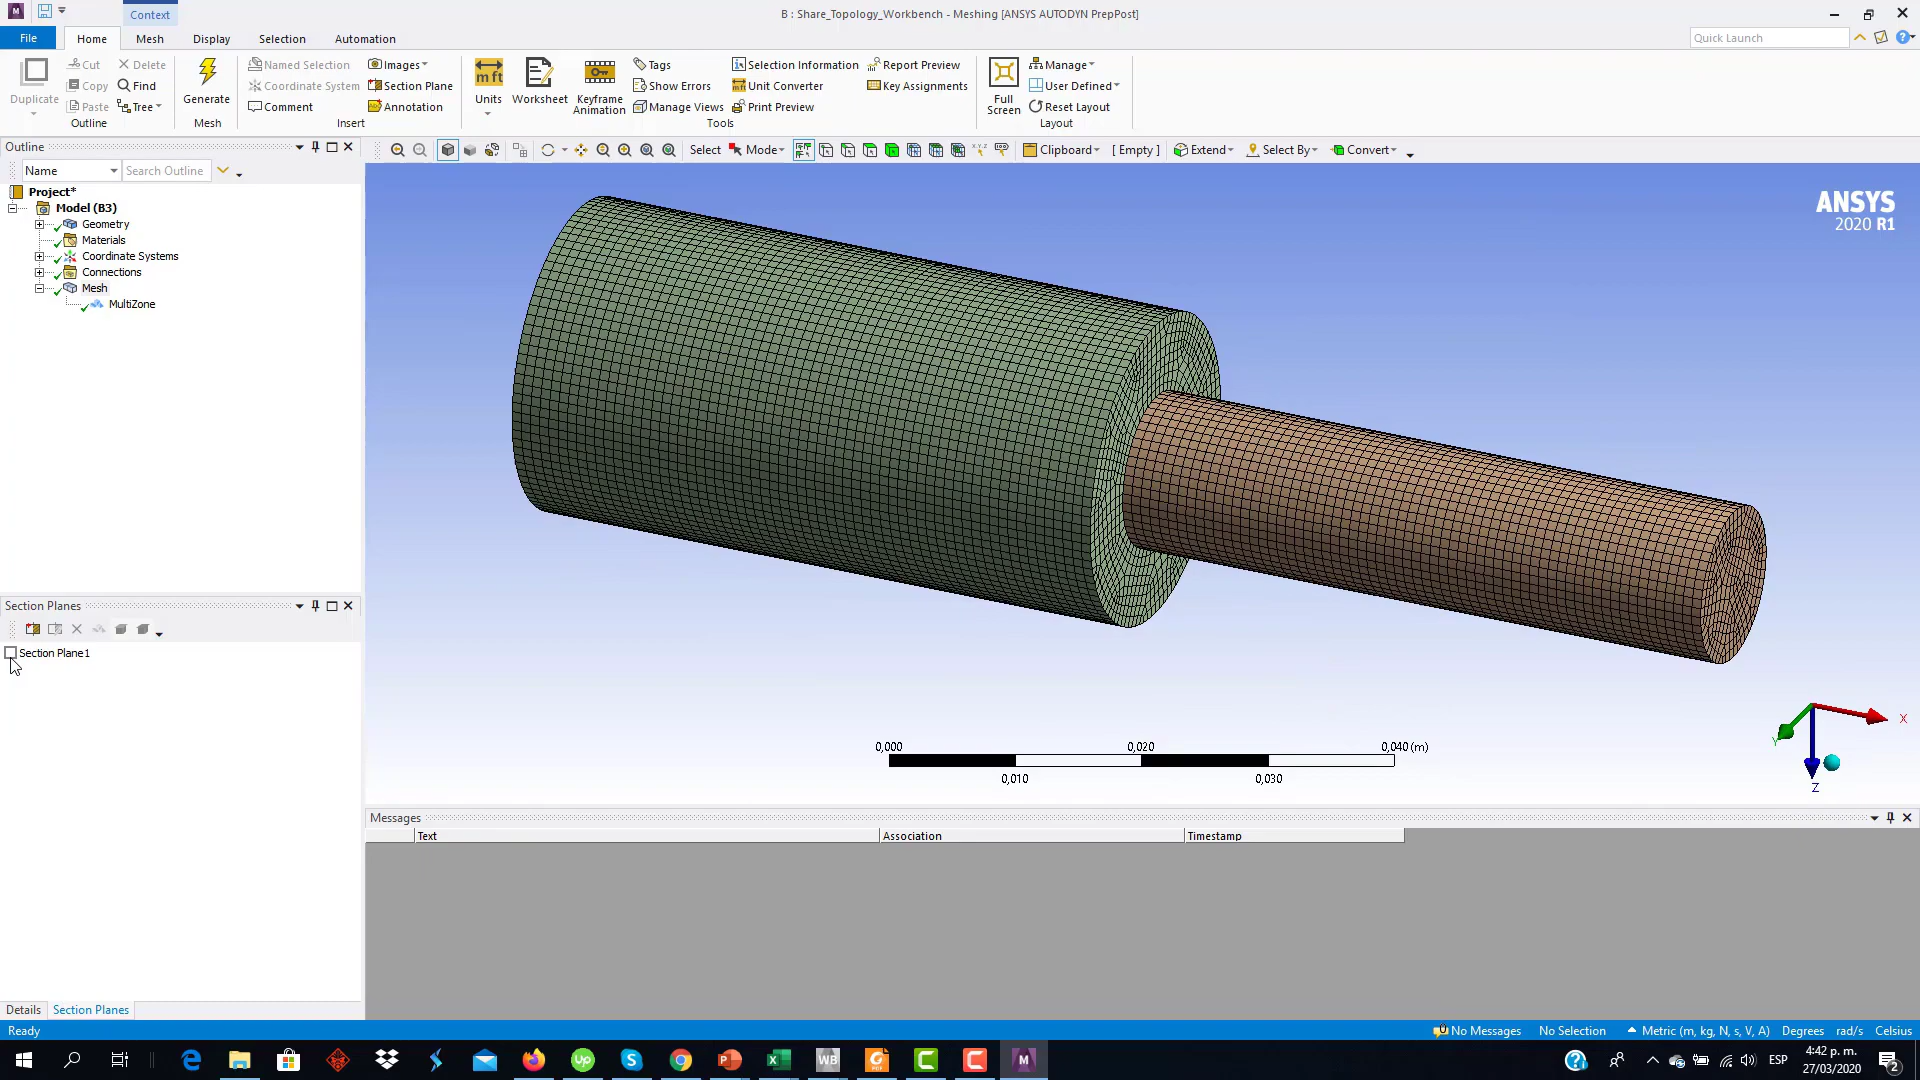 Context
B : Share_Topology_Workbench - Meshing [ANSYS AUTODYN PrepPost]
File Home Mesh Display Selection Automation
Quick Launch
Duplicate
Cut
Copy
Paste
Delete
Find
Tree
Outline
Generate
Mesh
Named Selection
Coordinate System
Comment
Images
Section Plane
Annotation
Insert
Units
Worksheet
Keyframe
Animation
Tags
Show Errors
Manage Views
Selection Information
Unit Converter
Print Preview
Report Preview
Key Assignments
Tools
Full
Screen
Manage
User Defined
Reset Layout
Layout
Outline
Name
Search Outline
Select Mode
Clipboard
[ Empty ]
Extend
Select By
Convert
Project*
Model (B3)
Geometry
Materials
Coordinate Systems
Connections
Mesh
MultiZone
ANSYS
2020 R1
Section Planes
Section Plane1
0,000
0,020
0,040 (m)
0,010
0,030
X
Y
Z
Messages
Text
Association
Timestamp
Details
Section Planes
Ready
No Messages
No Selection
Metric (m, kg, N, s, V, A)
Degrees
rad/s
Celsius
ESP
4:42 p. m.
27/03/2020
2